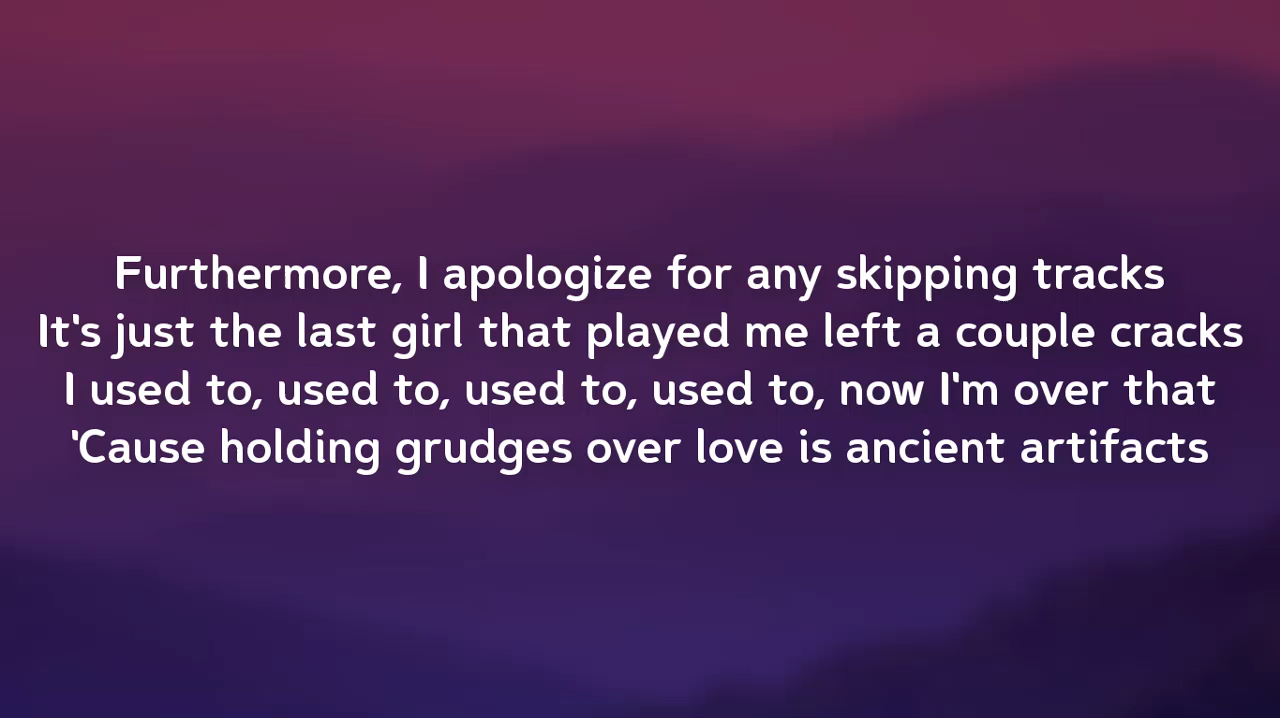 Furthermore, I apologize for any skipping tracks
It's just the last girl that played me left a couple cracks
I used to, used to, used to, used to, now I'm over that
'Cause holding grudges over love is ancient artifacts